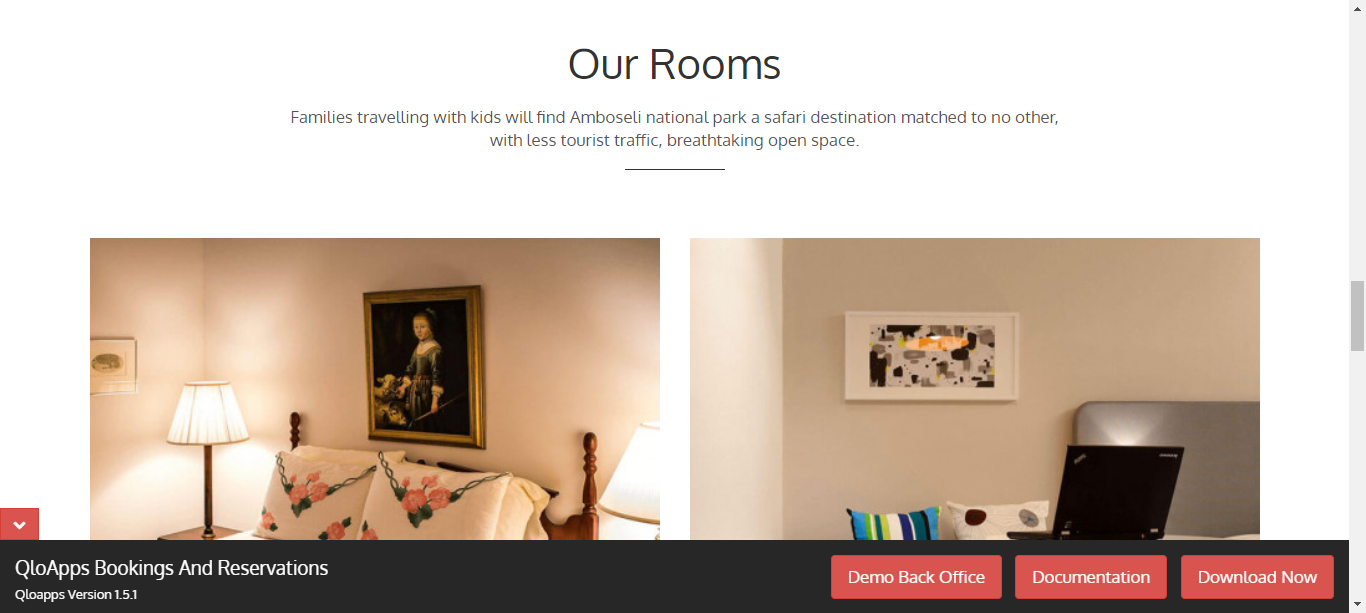 Our Rooms
Families travelling with kids will find Amboseli national park a safari destination matched to no other,
with less tourist traffic, breathtaking open space.
QloApps Bookings And Reservations
Qloapps Version 1.5.1
Demo Back Office
Documentation
Download Now